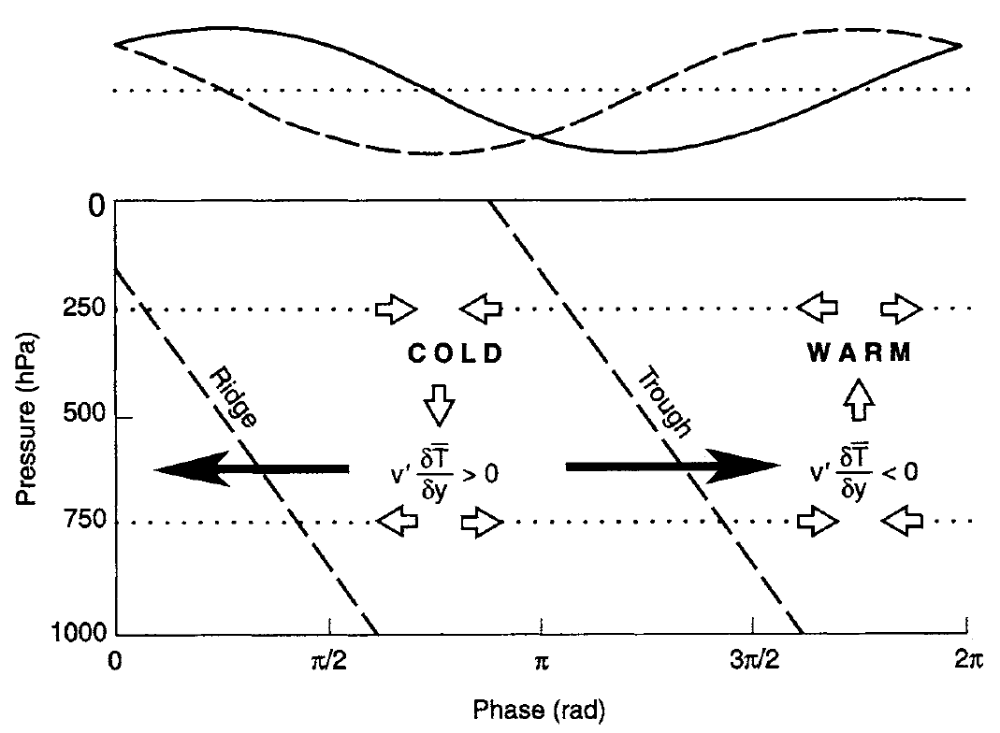 0
250
500
750
1000
Pressure (hPa)
Ridge
Trough
COLD
WARM
v' δT̅/δy > 0
v' δT̅/δy < 0
0
π/2
π
3π/2
2π
Phase (rad)